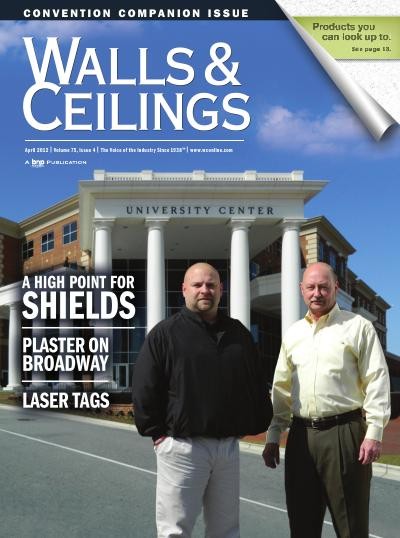 CONVENTION COMPANION ISSUE
Products you
can look up to.
See page 13.
WALLS &
CEILINGS
April 2012 | Volume 75, Issue 4 | The Voice of the Industry Since 1938™ | www.wconline.com
A bnp PUBLICATION
UNIVERSITY CENTER
A HIGH POINT FOR
SHIELDS
PLASTER ON
BROADWAY
LASER TAGS